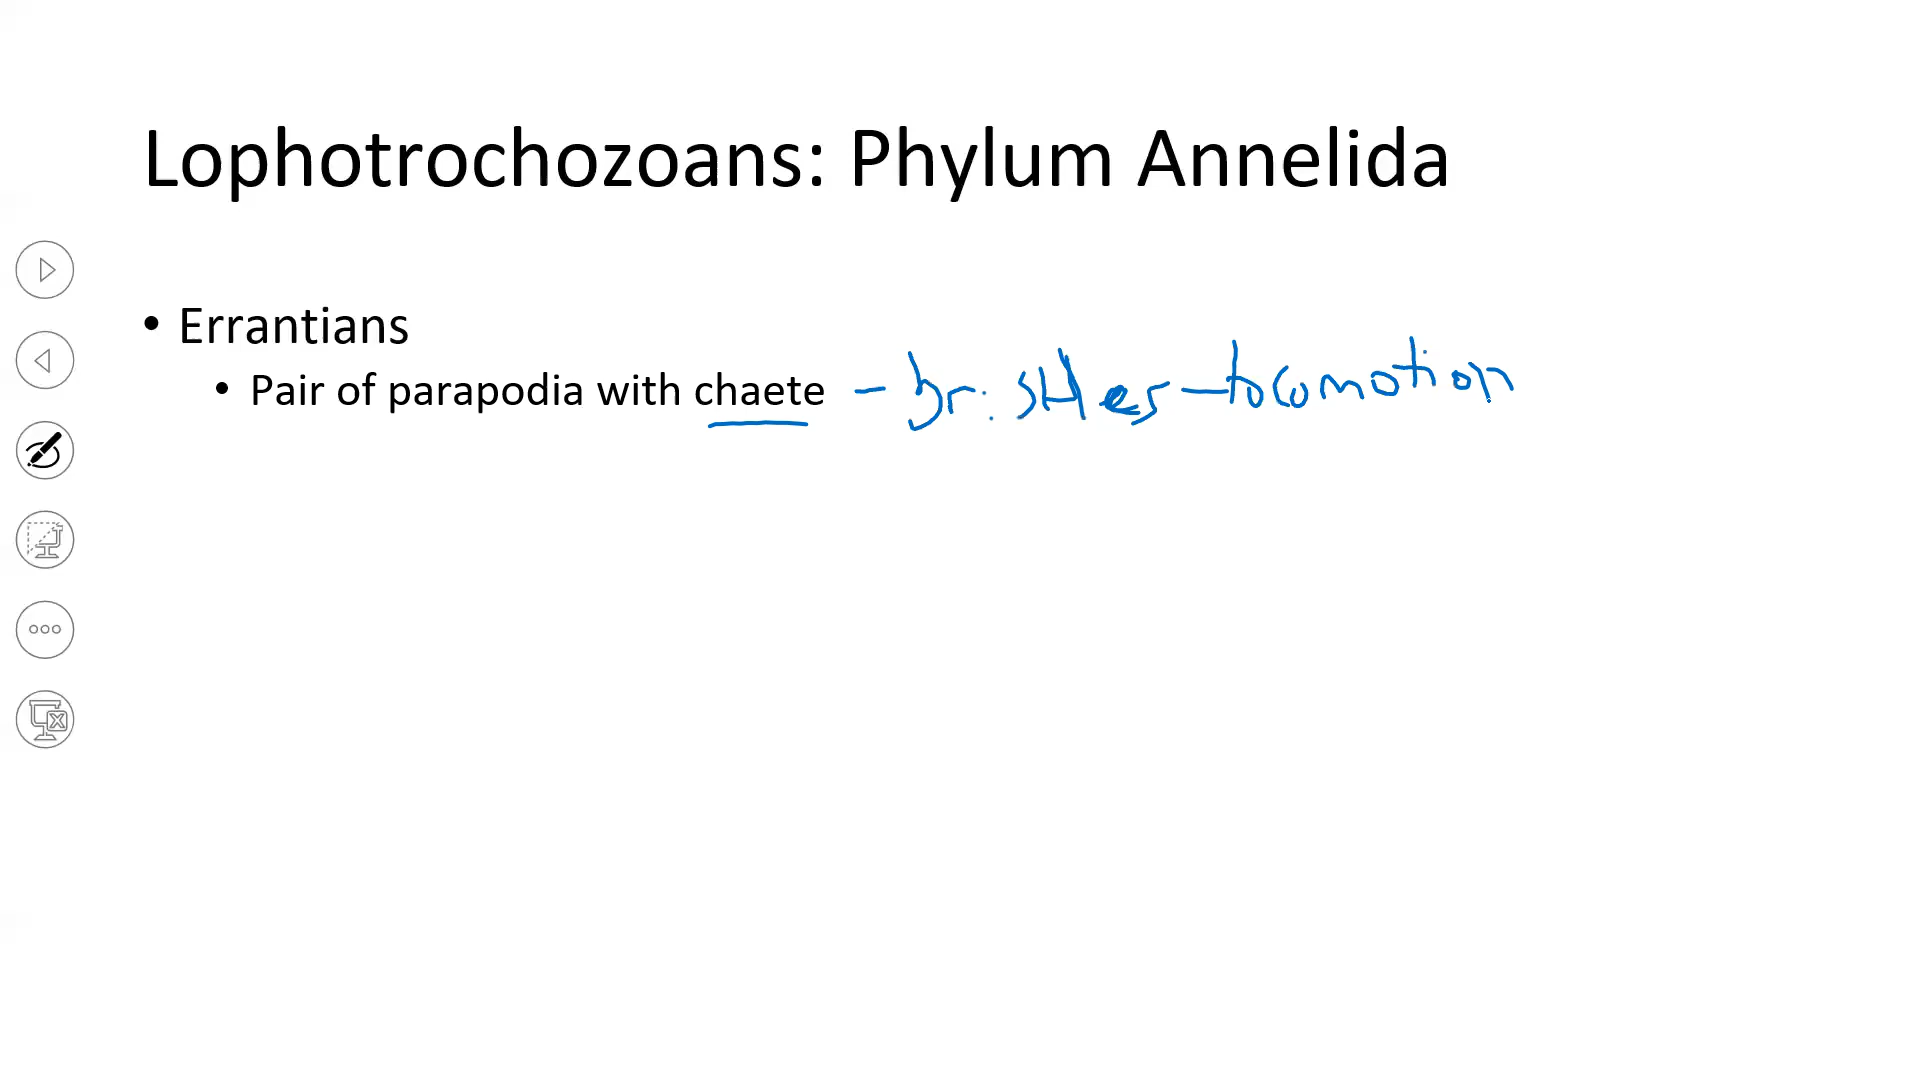 Lophotrochozoans: Phylum Annelida
• Errantians
• Pair of parapodia with chaete - bristles - locomotion